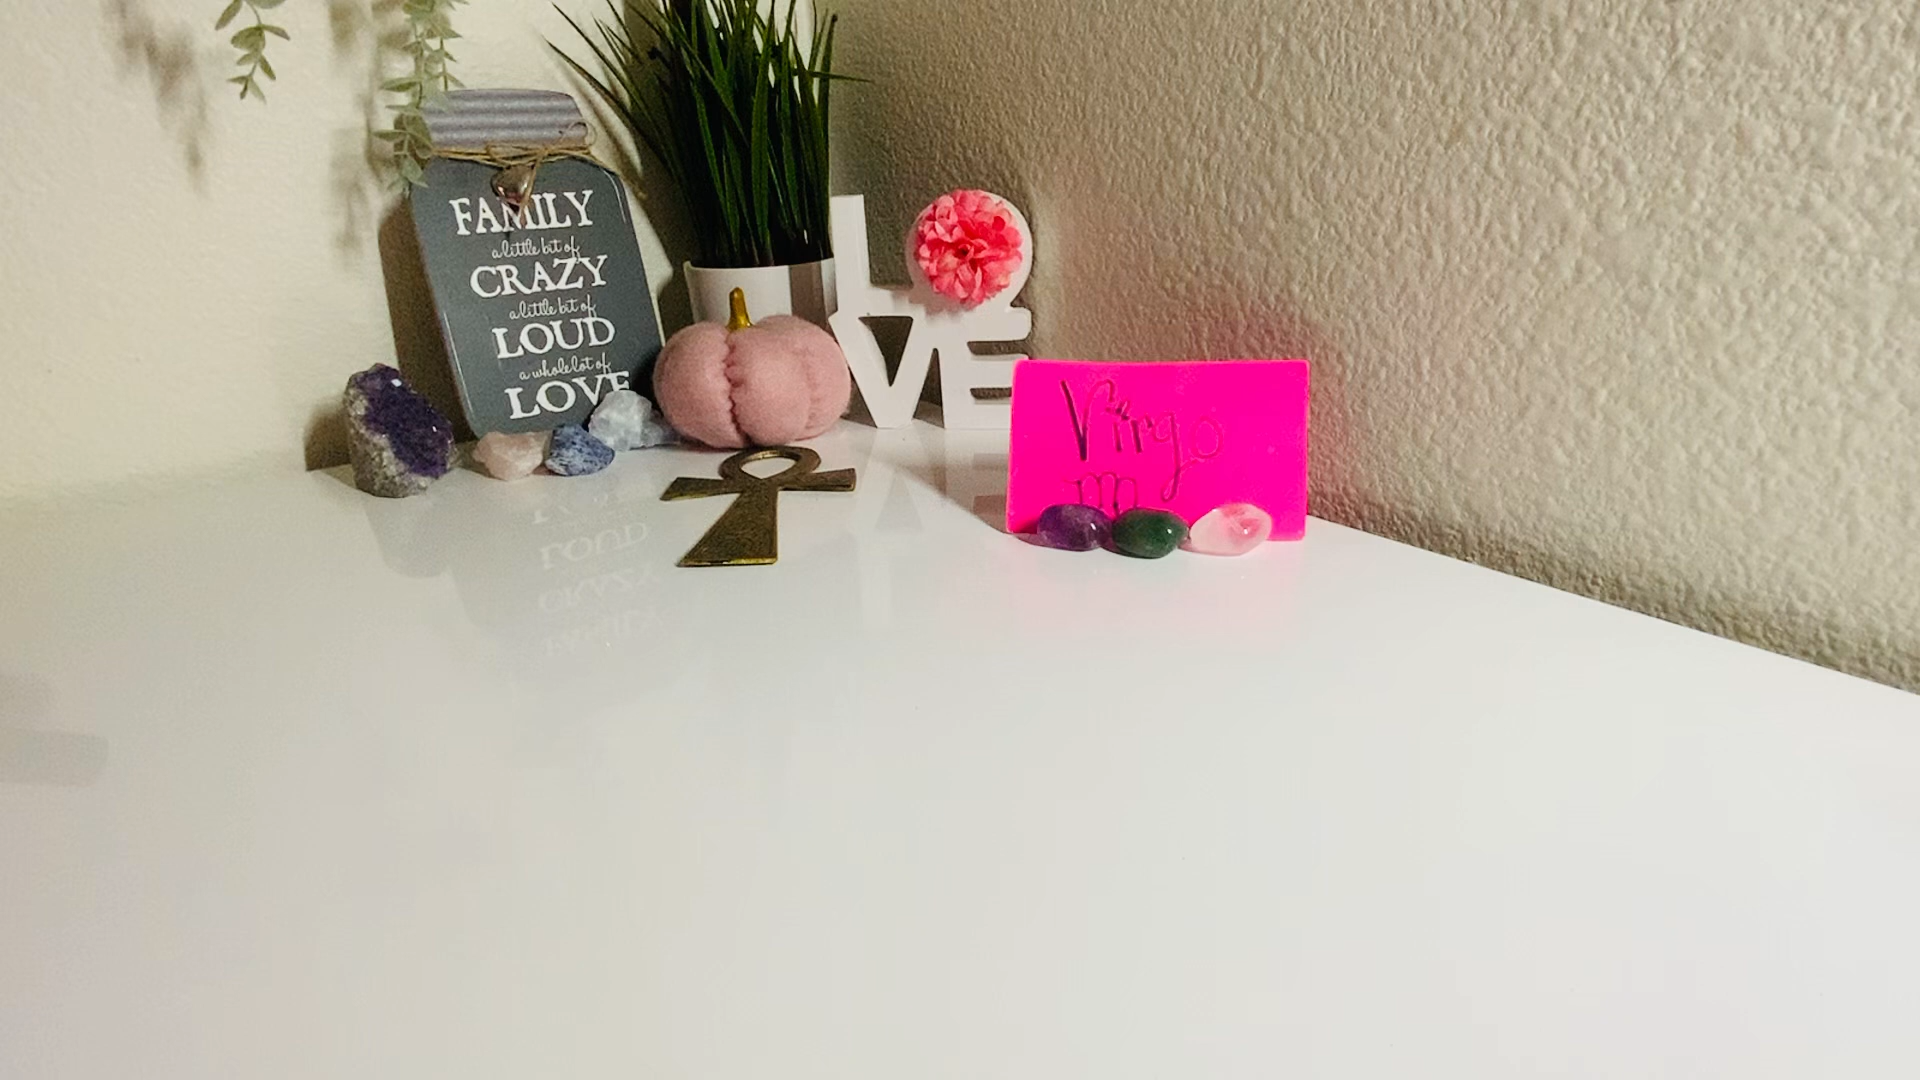 FAMILY
a little bit of
CRAZY
a little bit of
LOUD
a whole lot of
LOVE
LOVE
Virgo
♍